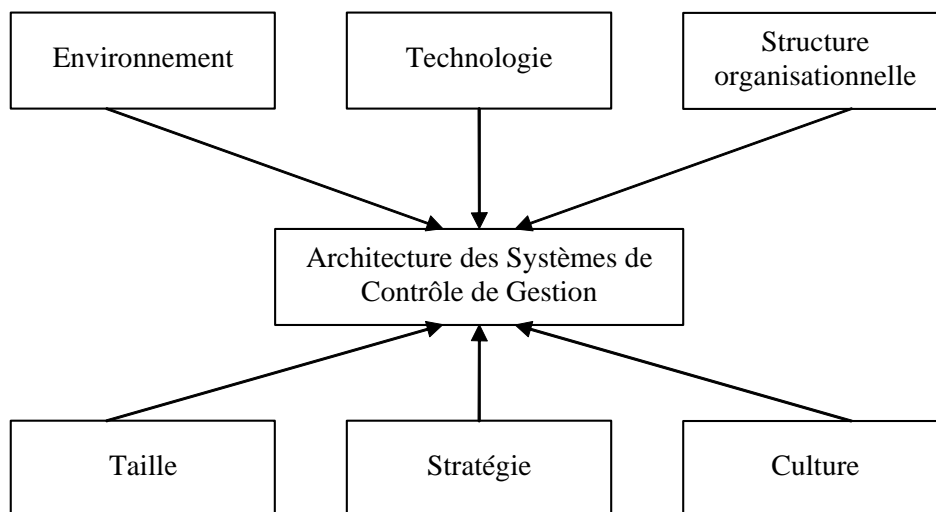 Environnement
Technologie
Structure
organisationnelle
Architecture des Systèmes de
Contrôle de Gestion
Taille
Stratégie
Culture